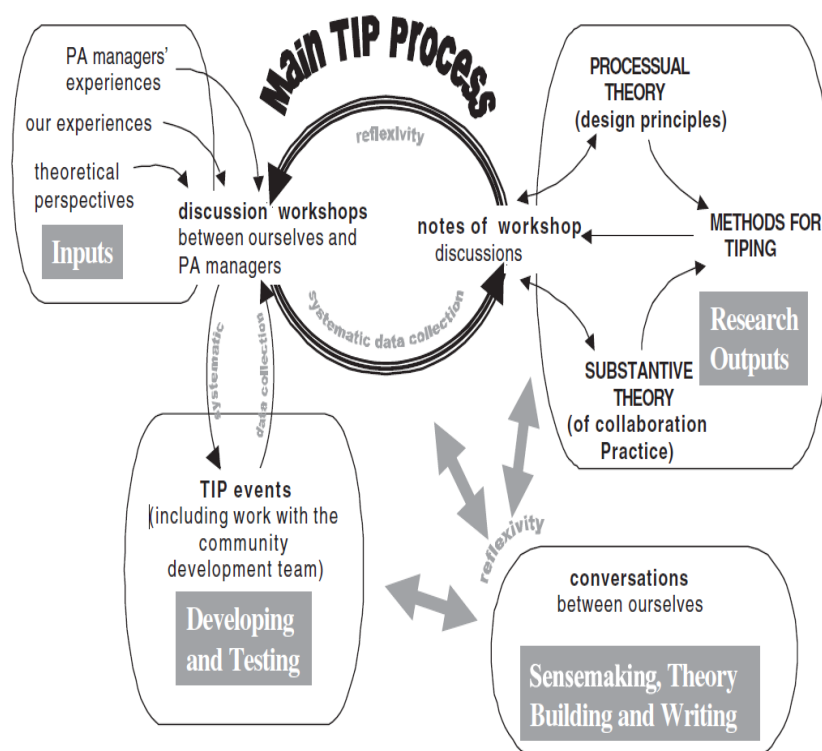 Main TIP Process
PA managers'
experiences
our experiences
theoretical
perspectives
Inputs
discussion workshops
between ourselves and
PA managers
reflexivity
systematic data collection
notes of workshop
discussions
PROCESSUAL
THEORY
(design principles)
METHODS FOR
TIPING
SUBSTANTIVE
THEORY
(of collaboration
Practice)
Research
Outputs
systematic
data collection
TIP events
(including work with the
community
development team)
Developing
and Testing
reflexivity
conversations
between ourselves
Sensemaking, Theory
Building and Writing